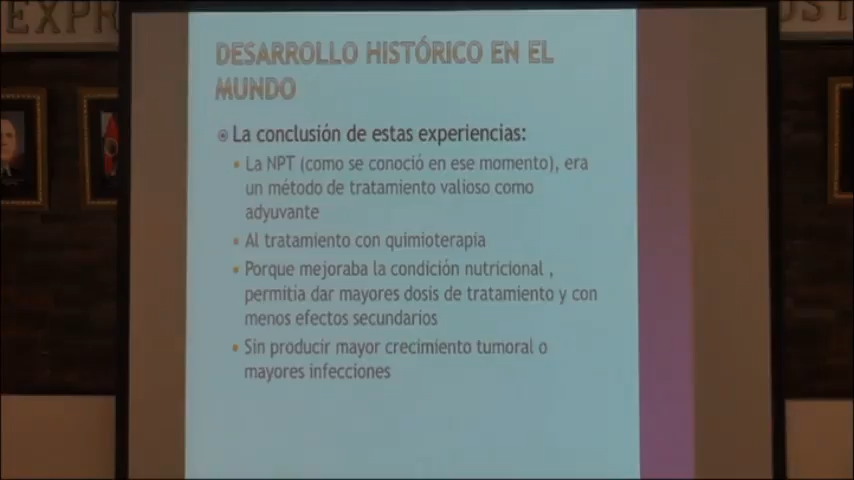 EXPR
DESARROLLO HISTÓRICO EN EL
MUNDO
La conclusión de estas experiencias:
La NPT (como se conoció en ese momento), era
un método de tratamiento valioso como
adyuvante
Al tratamiento con quimioterapia
Porque mejoraba la condición nutricional ,
permitia dar mayores dosis de tratamiento y con
menos efectos secundarios
Sin producir mayor crecimiento tumoral o
mayores infecciones